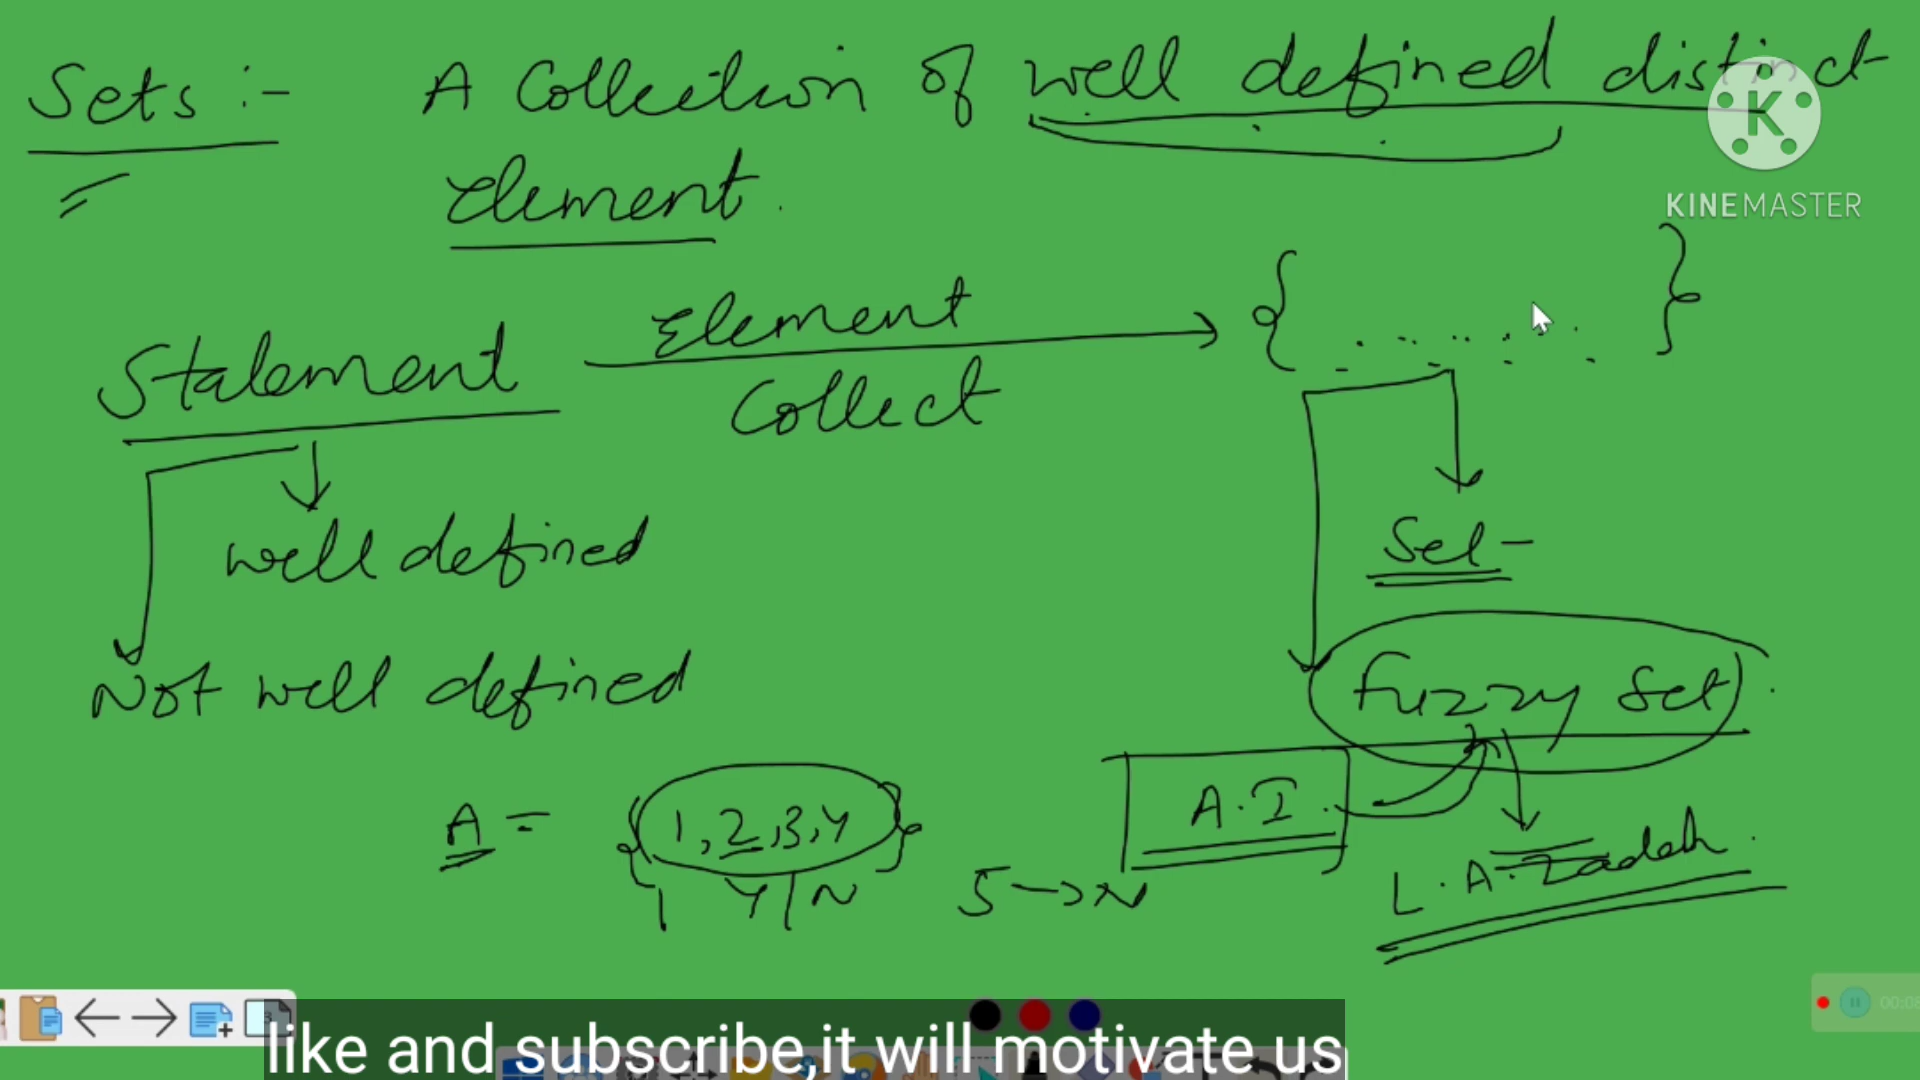 Sets :- A Collection of well defined distinct
Element.
KINEMASTER
Statement Element { ............ }
Collect
well defined
Set
Not well defined
Fuzzy Set
A = {1, 2, 3, 4}
A.I.
Y/N
5 → N
L.A. Zadeh.
like and subscribe,it will motivate us